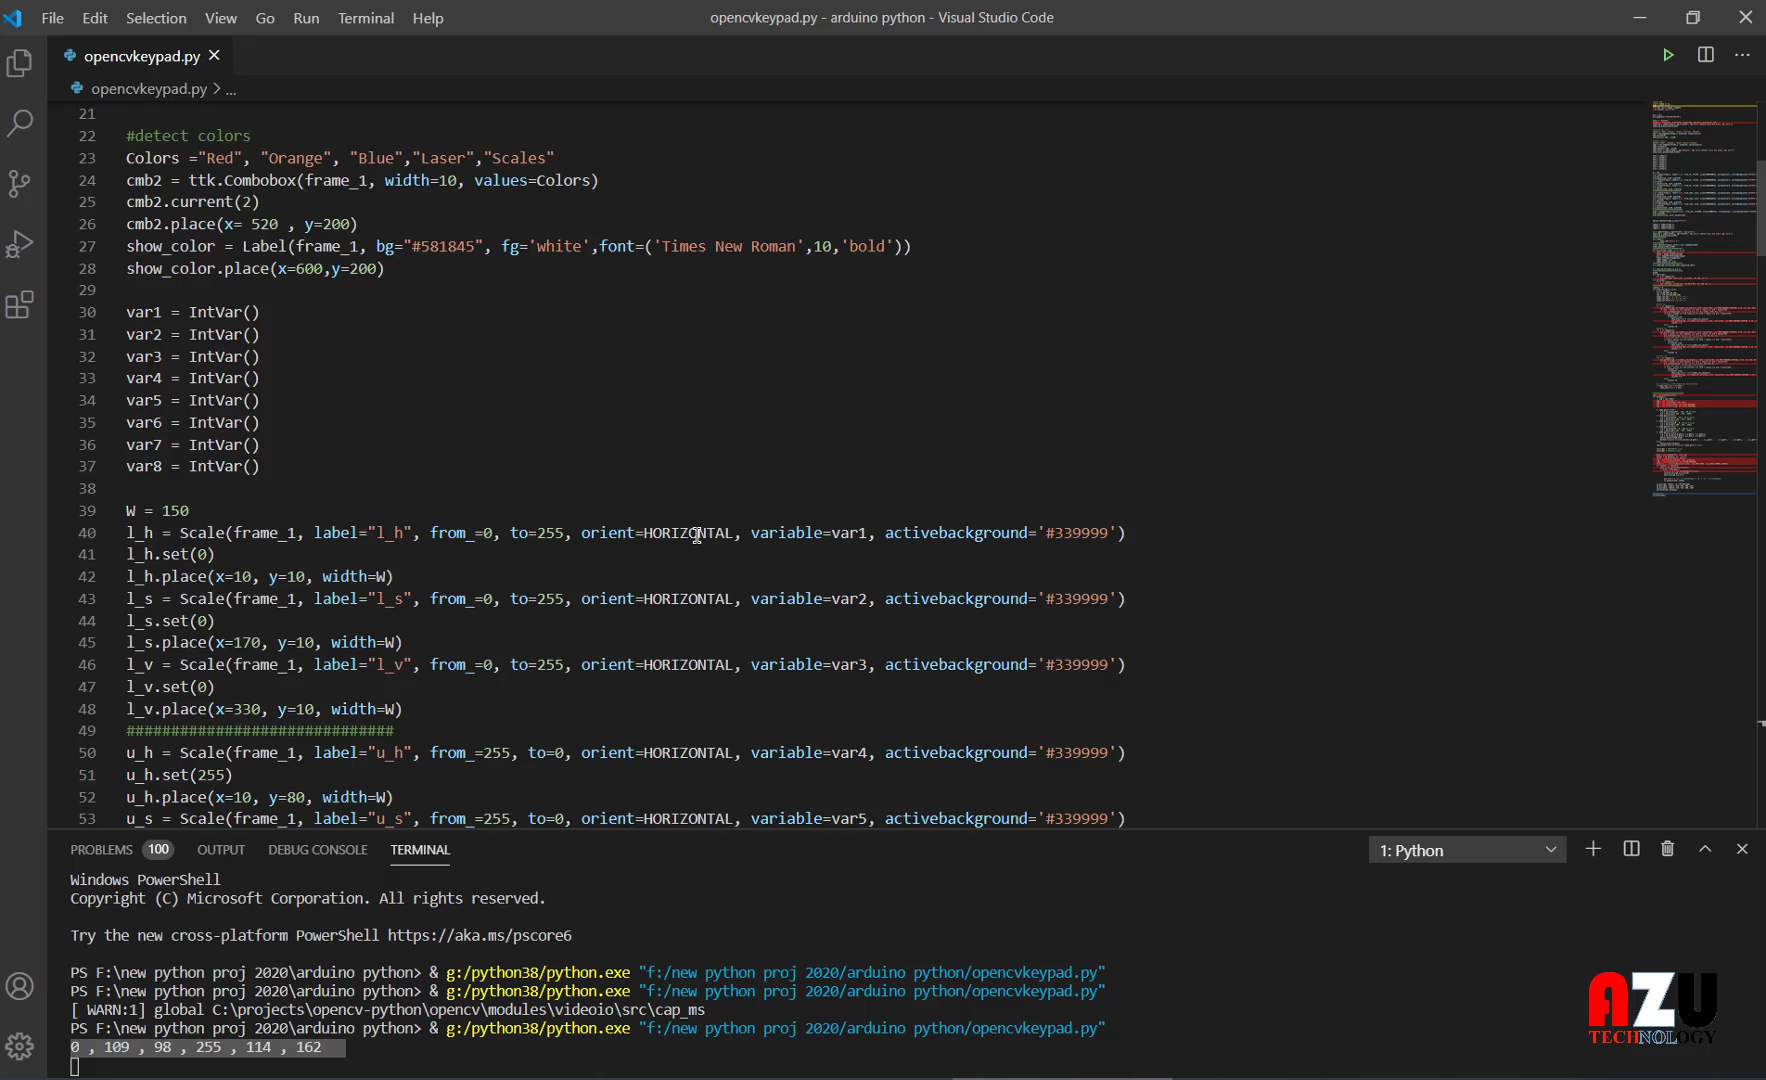 File Edit Selection View Go Run Terminal Help opencvkeypad.py - arduino python - Visual Studio Code
opencvkeypad.py
opencvkeypad.py > ...
21
22 #detect colors
23 Colors ="Red", "Orange", "Blue","Laser","Scales"
24 cmb2 = ttk.Combobox(frame_1, width=10, values=Colors)
25 cmb2.current(2)
26 cmb2.place(x= 520 , y=200)
27 show_color = Label(frame_1, bg="#581845", fg='white',font=('Times New Roman',10,'bold'))
28 show_color.place(x=600,y=200)
29
30 var1 = IntVar()
31 var2 = IntVar()
32 var3 = IntVar()
33 var4 = IntVar()
34 var5 = IntVar()
35 var6 = IntVar()
36 var7 = IntVar()
37 var8 = IntVar()
38
39 W = 150
40 l_h = Scale(frame_1, label="l_h", from_=0, to=255, orient=HORIZONTAL, variable=var1, activebackground='#339999')
41 l_h.set(0)
42 l_h.place(x=10, y=10, width=W)
43 l_s = Scale(frame_1, label="l_s", from_=0, to=255, orient=HORIZONTAL, variable=var2, activebackground='#339999')
44 l_s.set(0)
45 l_s.place(x=170, y=10, width=W)
46 l_v = Scale(frame_1, label="l_v", from_=0, to=255, orient=HORIZONTAL, variable=var3, activebackground='#339999')
47 l_v.set(0)
48 l_v.place(x=330, y=10, width=W)
49 ##############################
50 u_h = Scale(frame_1, label="u_h", from_=255, to=0, orient=HORIZONTAL, variable=var4, activebackground='#339999')
51 u_h.set(255)
52 u_h.place(x=10, y=80, width=W)
53 u_s = Scale(frame_1, label="u_s", from_=255, to=0, orient=HORIZONTAL, variable=var5, activebackground='#339999')
PROBLEMS 100 OUTPUT DEBUG CONSOLE TERMINAL 1: Python
Windows PowerShell
Copyright (C) Microsoft Corporation. All rights reserved.
Try the new cross-platform PowerShell https://aka.ms/pscore6
PS F:\new python proj 2020\arduino python> & g:/python38/python.exe "f:/new python proj 2020/arduino python/opencvkeypad.py"
PS F:\new python proj 2020\arduino python> & g:/python38/python.exe "f:/new python proj 2020/arduino python/opencvkeypad.py"
[ WARN:1] global C:\projects\opencv-python\opencv\modules\videoio\src\cap_ms
PS F:\new python proj 2020\arduino python> & g:/python38/python.exe "f:/new python proj 2020/arduino python/opencvkeypad.py"
0 , 109 , 98 , 255 , 114 , 162
AZU
TECHNOLOGY